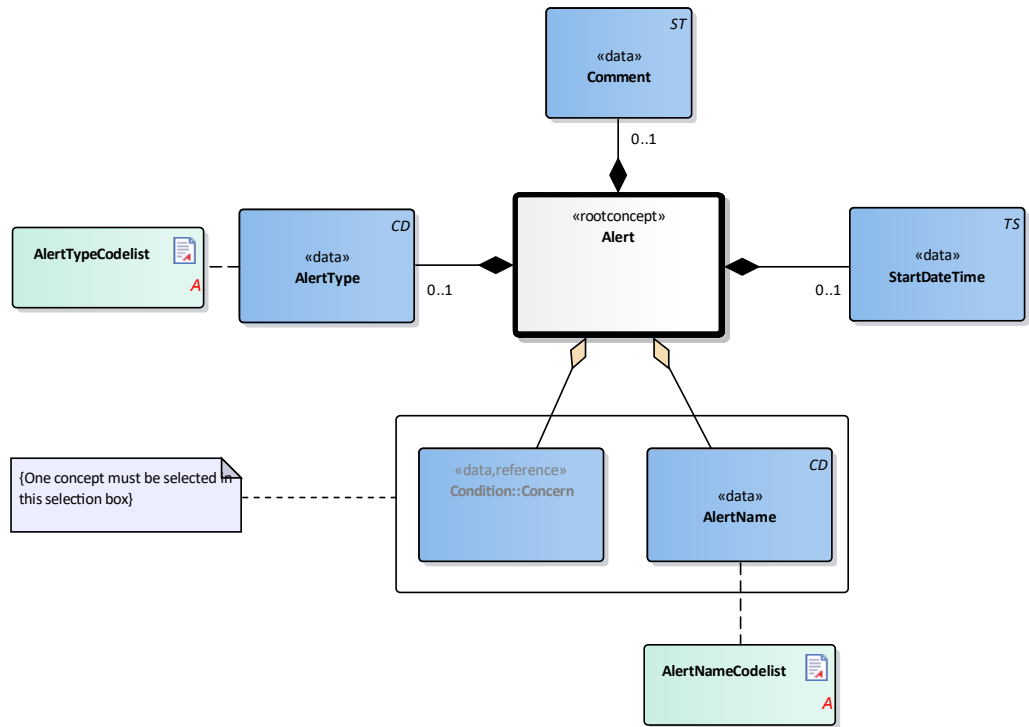 ST
«data»
Comment
0..1
«rootconcept»
Alert
AlertTypeCodelist
A
CD
«data»
AlertType
0..1
TS
«data»
StartDateTime
0..1
{One concept must be selected in
this selection box}
«data,reference»
Condition::Concern
CD
«data»
AlertName
AlertNameCodelist
A